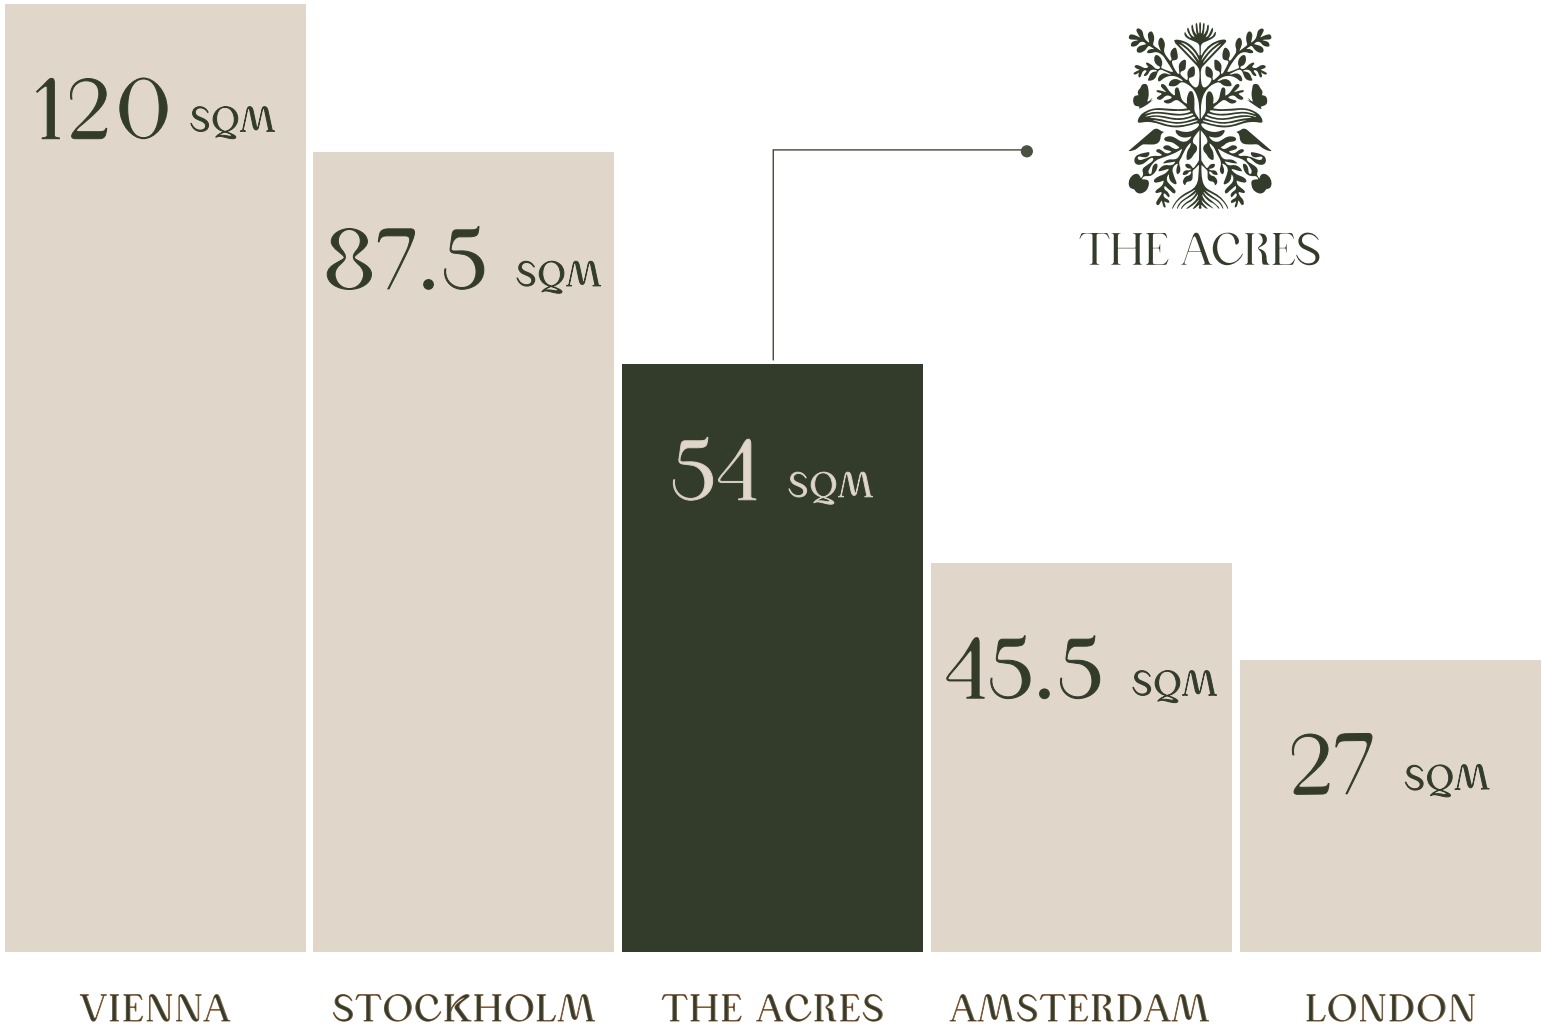 120 SQM
87.5 SQM
THE ACRES
54 SQM
45.5 SQM
27 SQM
VIENNA
STOCKHOLM
THE ACRES
AMSTERDAM
LONDON